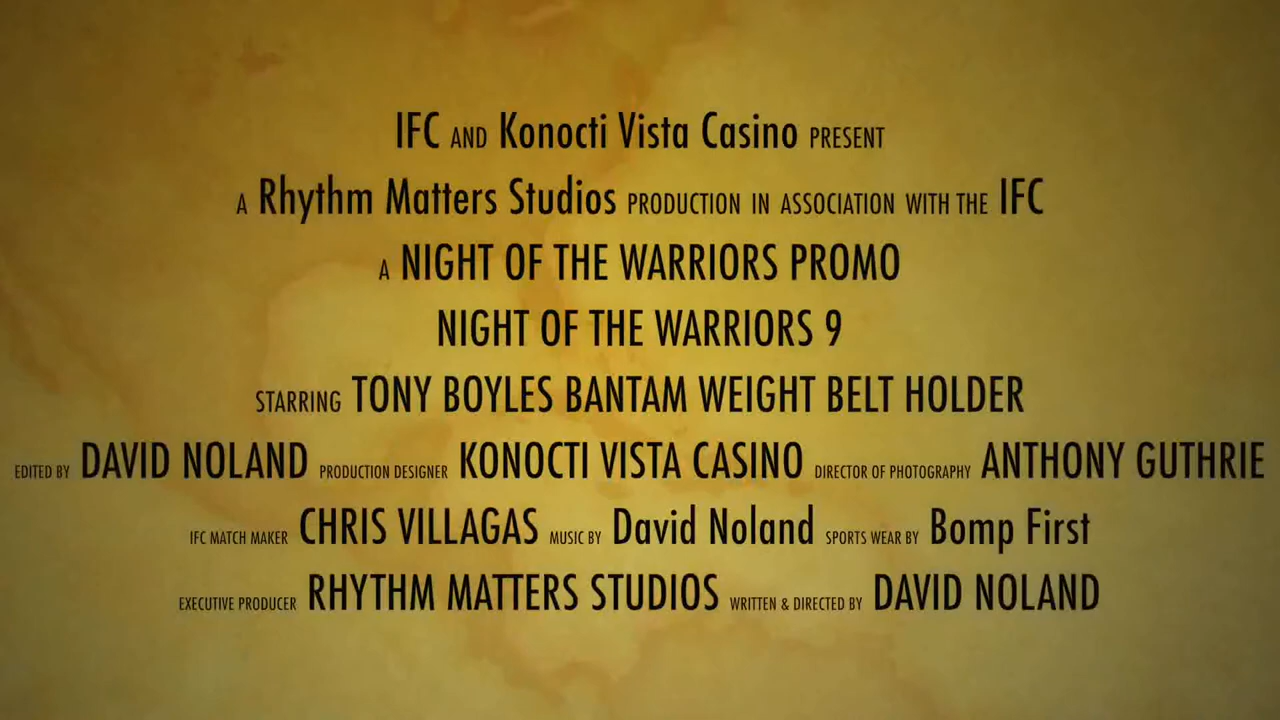 IFC AND Konocti Vista Casino PRESENT
A Rhythm Matters Studios PRODUCTION IN ASSOCIATION WITH THE IFC
A NIGHT OF THE WARRIORS PROMO
NIGHT OF THE WARRIORS 9
STARRING TONY BOYLES BANTAM WEIGHT BELT HOLDER
EDITED BY DAVID NOLAND PRODUCTION DESIGNER KONOCTI VISTA CASINO DIRECTOR OF PHOTOGRAPHY ANTHONY GUTHRIE
IFC MATCH MAKER CHRIS VILLAGAS MUSIC BY David Noland SPORTS WEAR BY Bomp First
EXECUTIVE PRODUCER RHYTHM MATTERS STUDIOS WRITTEN & DIRECTED BY DAVID NOLAND